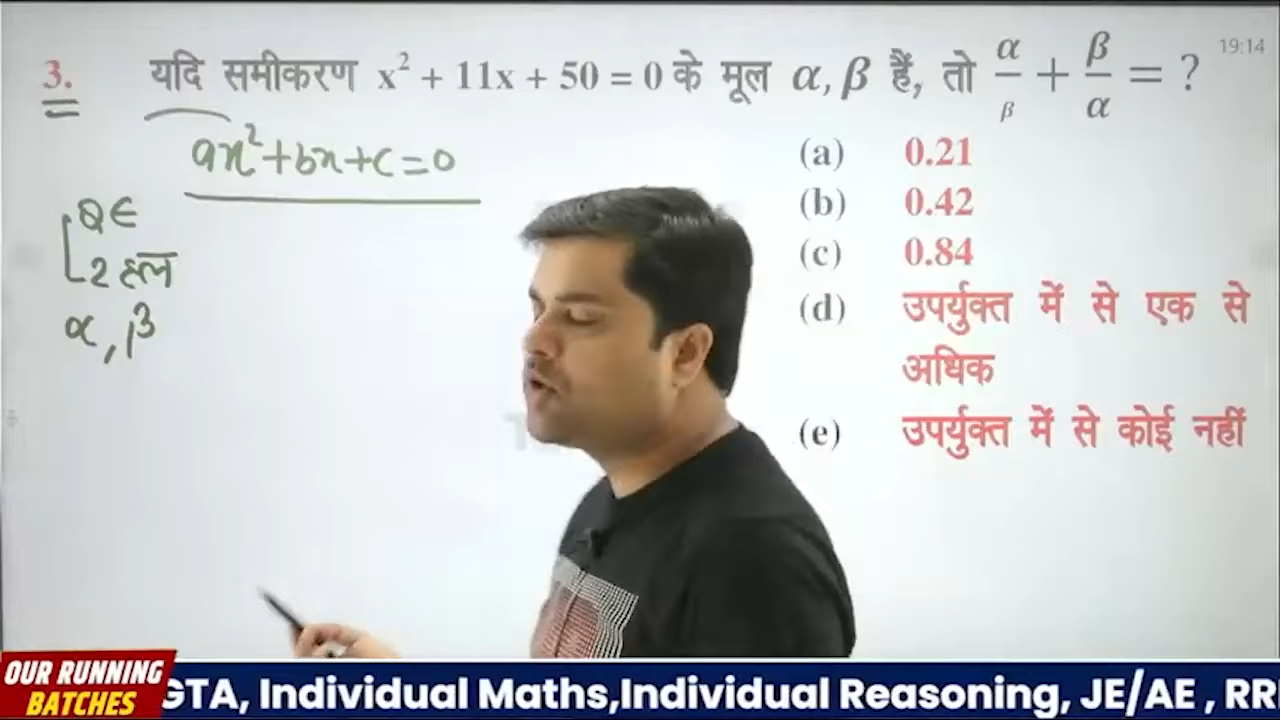 19:14
3. यदि समीकरण x² + 11x + 50 = 0 के मूल α, β हैं, तो α/β + β/α = ?
ax²+bx+c=0
QE
2 हल
α, β
(a) 0.21
(b) 0.42
(c) 0.84
(d) उपर्युक्त में से एक से
अधिक
(e) उपर्युक्त में से कोई नहीं
OUR RUNNING
BATCHES
GTA, Individual Maths,Individual Reasoning, JE/AE , RR